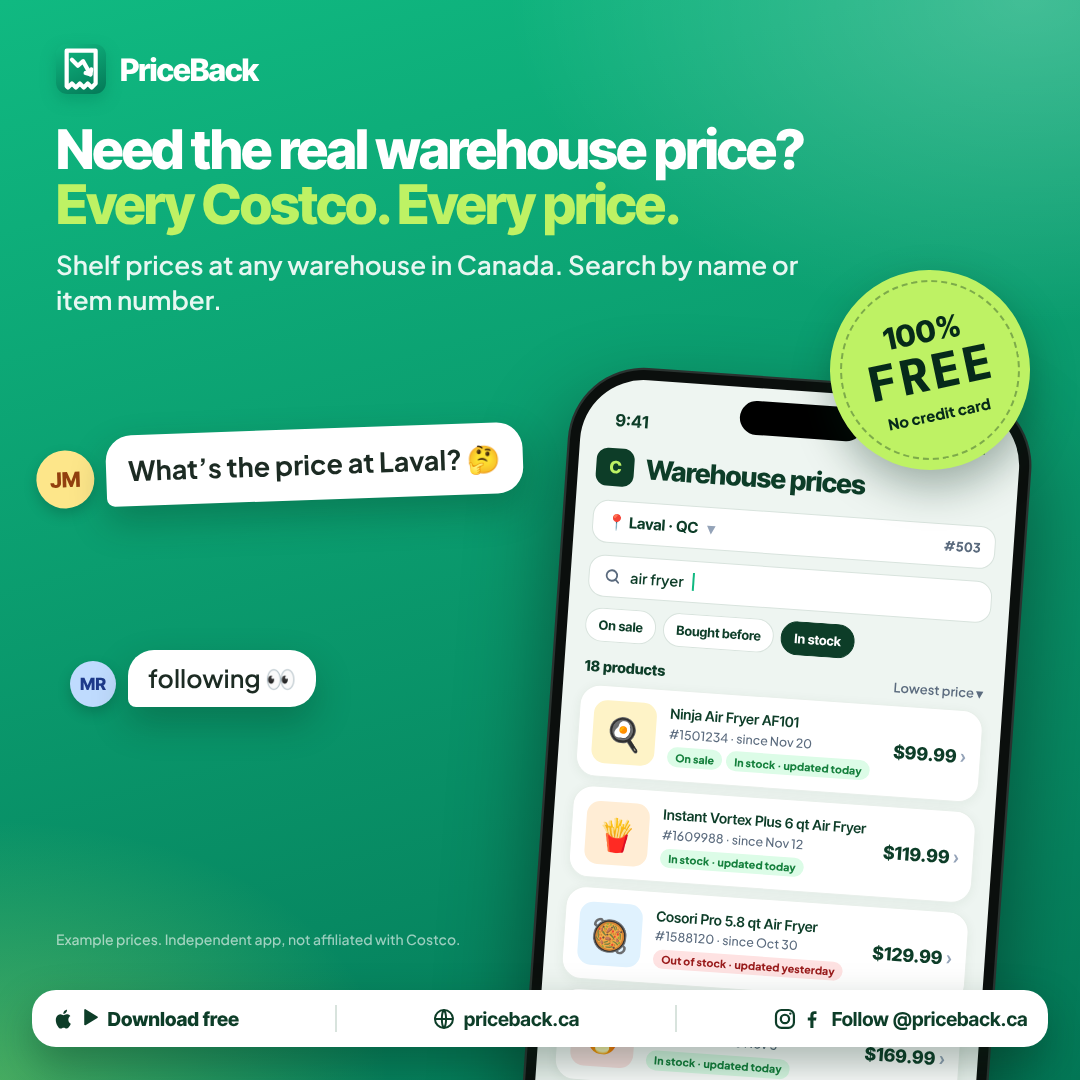 PriceBack
Need the real warehouse price?
Every Costco. Every price.
Shelf prices at any warehouse in Canada. Search by name or
item number.
100%
FREE
No credit card
JM
What's the price at Laval? 🤔
MR
following 👀
9:41
C
Warehouse prices
📍 Laval · QC ▼
#503
air fryer
On sale
Bought before
In stock
18 products
Lowest price ▾
Ninja Air Fryer AF101
#1501234 · since Nov 20
On sale
In stock · updated today
$99.99 ›
Instant Vortex Plus 6 qt Air Fryer
#1609988 · since Nov 12
In stock · updated today
$119.99 ›
Cosori Pro 5.8 qt Air Fryer
#1588120 · since Oct 30
Out of stock · updated yesterday
$129.99 ›
In stock · updated today
$169.99 ›
Example prices. Independent app, not affiliated with Costco.
Download free
priceback.ca
Follow @priceback.ca